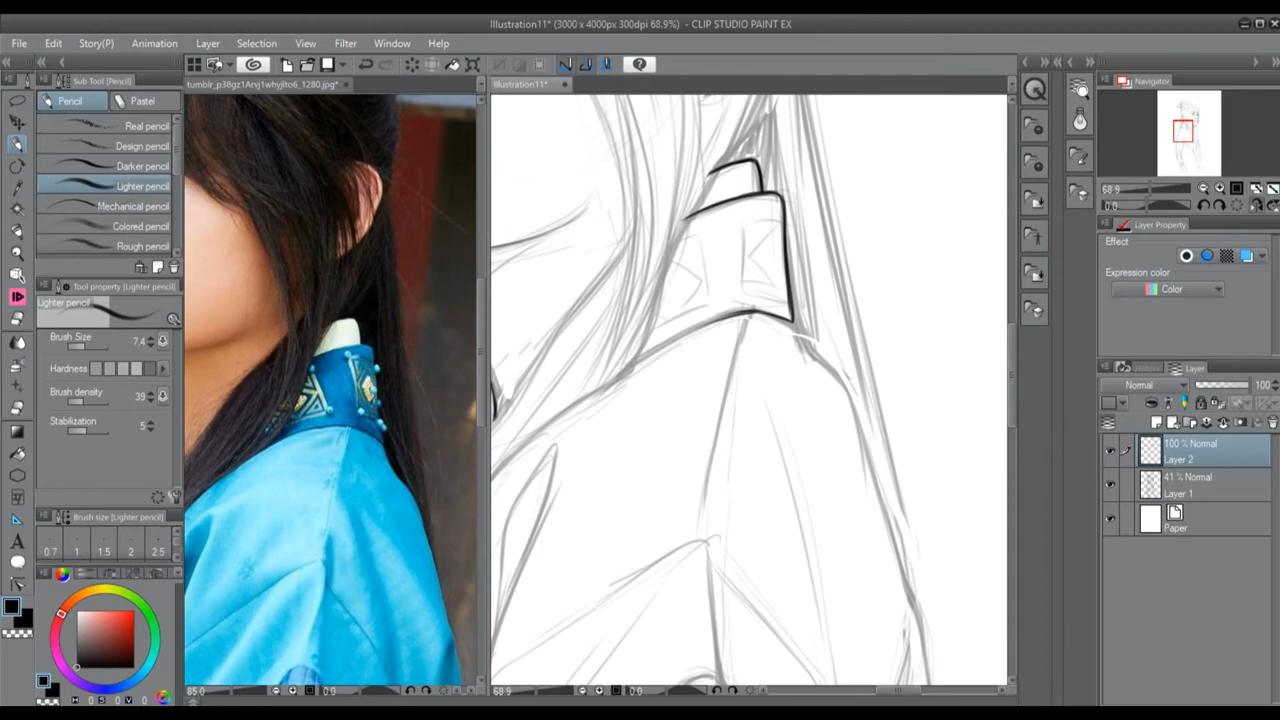 Illustration11* (3000 x 4000px 300dpi 68.9%) - CLIP STUDIO PAINT EX
File Edit Story(P) Animation Layer Selection View Filter Window Help
Sub Tool [Pencil]
tumblr_p38gz1Arvj1whyjlto6_1280.jpg*
Illustration11*
Navigator
Pencil
Pastel
Real pencil
Design pencil
Darker pencil
Lighter pencil
Mechanical pencil
Colored pencil
Rough pencil
68.9
0.0
Layer Property
Effect
Expression color
Color
Tool property [Lighter pencil]
Lighter pencil
Brush Size 7.4
Hardness
Brush density 39
Stabilization 5
History
Layer
Normal 100
100 % Normal
Layer 2
41 % Normal
Layer 1
Paper
Brush size [Lighter pencil]
0.7 1 1.5 2 2.5
85.0 0.0
68.9 0.0
H 0 S 0 V 0